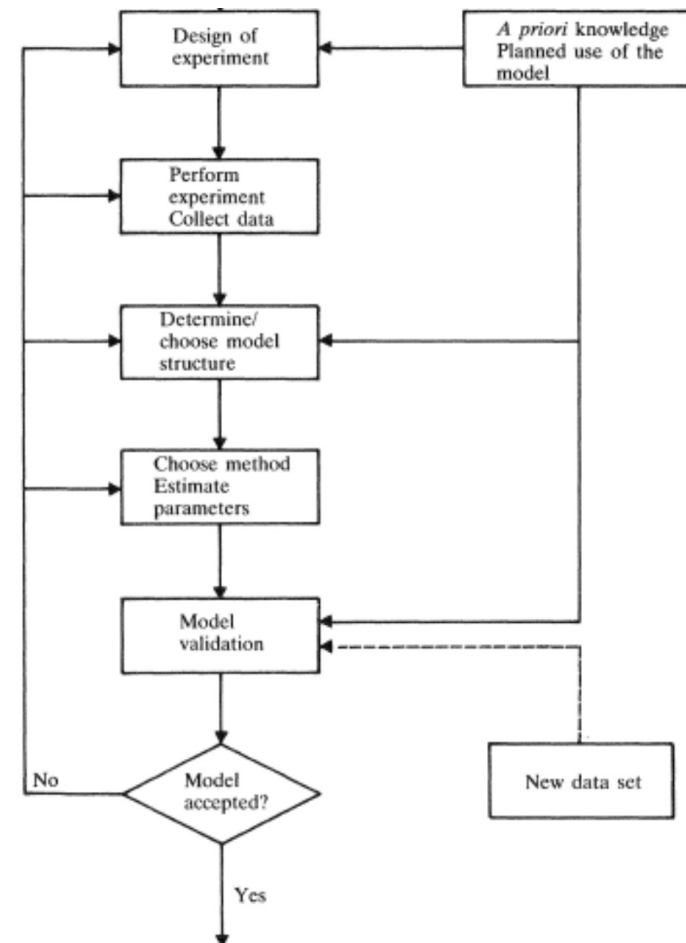 Design of
experiment
A priori knowledge
Planned use of the
model
Perform
experiment
Collect data
Determine/
choose model
structure
Choose method
Estimate
parameters
Model
validation
New data set
No
Model
accepted?
Yes